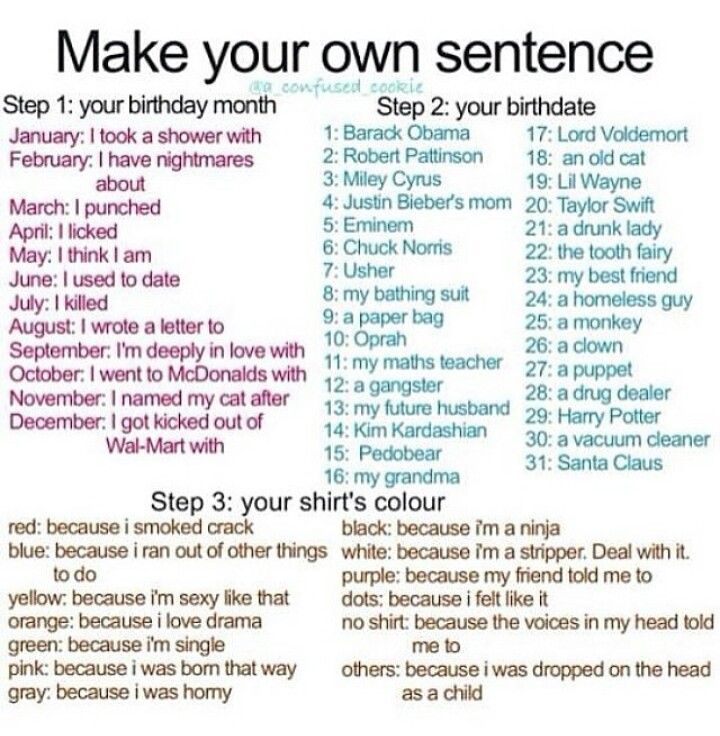 Make your own sentence
@a_confused_cookie
Step 1: your birthday month
January: I took a shower with
February: I have nightmares
about
March: I punched
April: I licked
May: I think I am
June: I used to date
July: I killed
August: I wrote a letter to
September: I'm deeply in love with
October: I went to McDonalds with
November: I named my cat after
December: I got kicked out of
Wal-Mart with
Step 2: your birthdate
1: Barack Obama
2: Robert Pattinson
3: Miley Cyrus
4: Justin Bieber's mom
5: Eminem
6: Chuck Norris
7: Usher
8: my bathing suit
9: a paper bag
10: Oprah
11: my maths teacher
12: a gangster
13: my future husband
14: Kim Kardashian
15: Pedobear
16: my grandma
17: Lord Voldemort
18: an old cat
19: Lil Wayne
20: Taylor Swift
21: a drunk lady
22: the tooth fairy
23: my best friend
24: a homeless guy
25: a monkey
26: a clown
27: a puppet
28: a drug dealer
29: Harry Potter
30: a vacuum cleaner
31: Santa Claus
Step 3: your shirt's colour
red: because i smoked crack
blue: because i ran out of other things
to do
yellow: because i'm sexy like that
orange: because i love drama
green: because i'm single
pink: because i was born that way
gray: because i was horny
black: because i'm a ninja
white: because i'm a stripper. Deal with it.
purple: because my friend told me to
dots: because i felt like it
no shirt: because the voices in my head told
me to
others: because i was dropped on the head
as a child